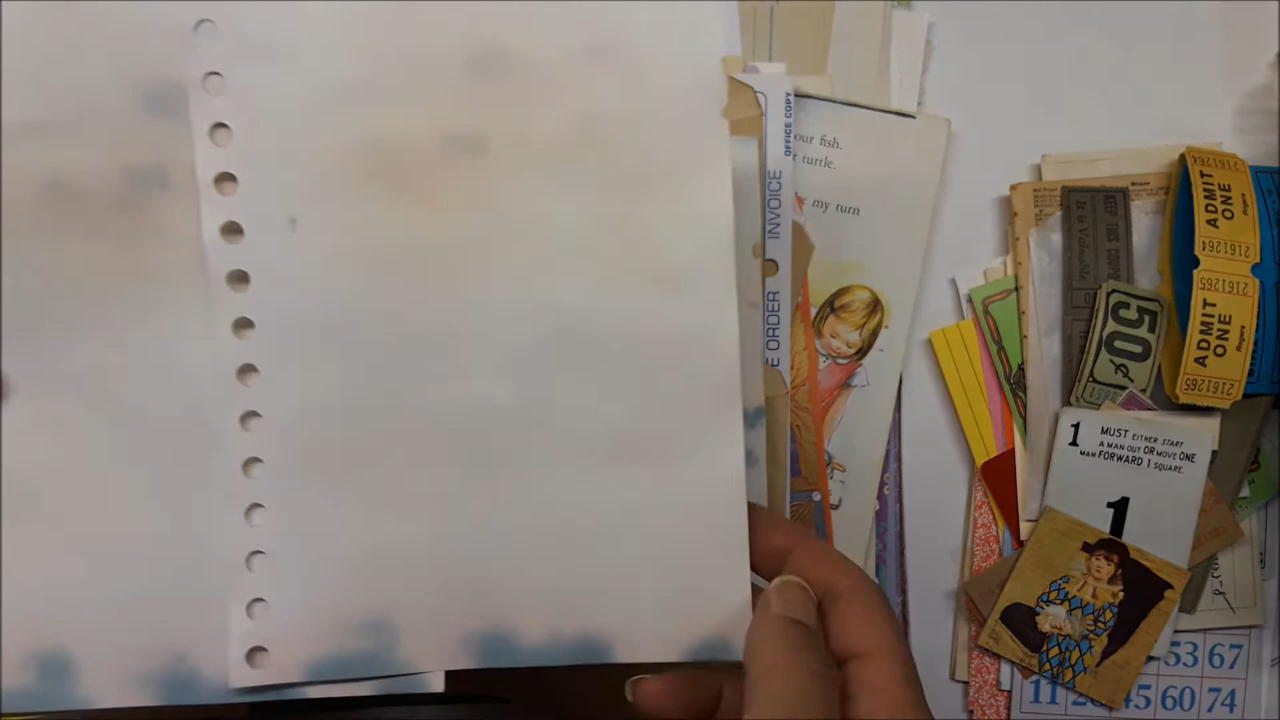 our fish.
turtle.
my turn
OFFICE COPY
INVOICE
E ORDER
KEEP THIS COUPON
It is Valuable
ADMIT ONE
Rogers
2161264
2161265
ADMIT ONE
Rogers
2161265
50¢
1
MUST EITHER START
A MAN OUT OR MOVE ONE
MAN FORWARD 1 SQUARE.
1
53 67
11 45 60 74